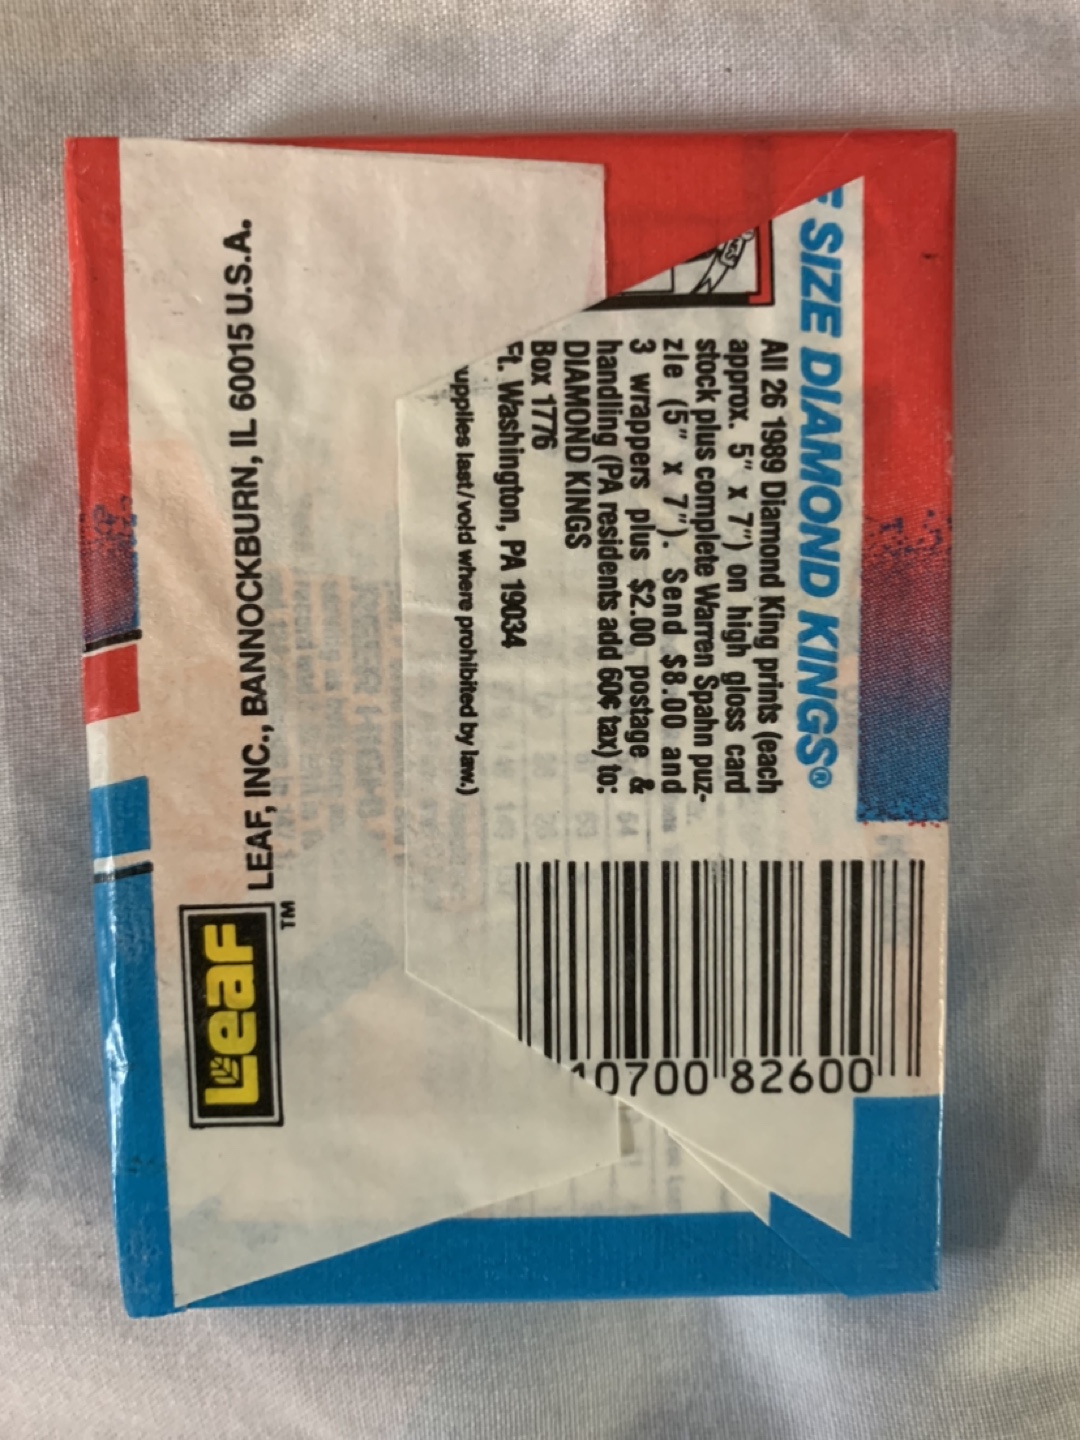 SIZE DIAMOND KINGS®
All 26 1989 Diamond King prints (each
approx. 5" x 7") on high gloss card
stock plus complete Warren Spahn puz-
zle (5" x 7"). Send $8.00 and
3 wrappers plus $2.00 postage &
handling (PA residents add 60¢ tax) to:
DIAMOND KINGS
Box 1776
Ft. Washington, PA 19034
upplies last/void where prohibited by law.)
10700 82600
Leaf™
LEAF, INC., BANNOCKBURN, IL 60015 U.S.A.